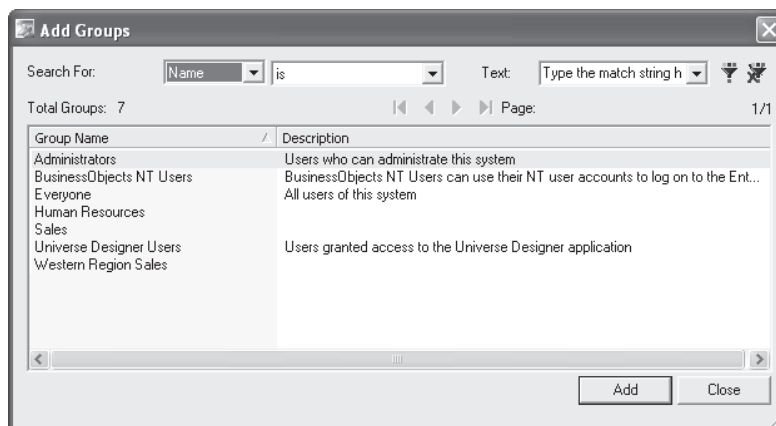 Add Groups
Search For: Name is Text: Type the match string h
Total Groups: 7 Page: 1/1
Group Name Description
Administrators Users who can administrate this system
BusinessObjects NT Users BusinessObjects NT Users can use their NT user accounts to log on to the Ent...
Everyone All users of this system
Human Resources
Sales
Universe Designer Users Users granted access to the Universe Designer application
Western Region Sales
Add Close